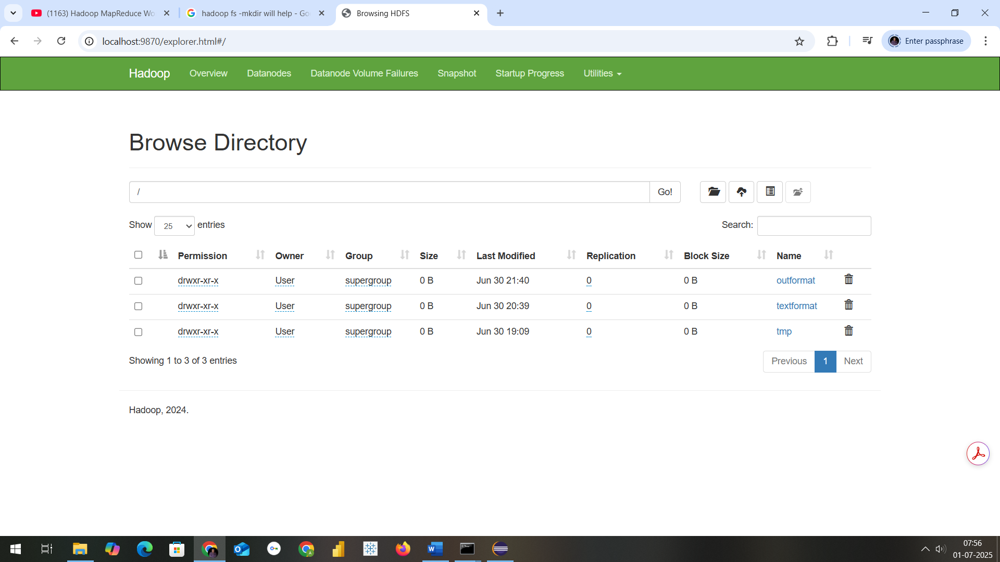 (1163) Hadoop MapReduce Wo
hadoop fs -mkdir will help - Go
Browsing HDFS
localhost:9870/explorer.html#/
Enter passphrase
Hadoop Overview Datanodes Datanode Volume Failures Snapshot Startup Progress Utilities
Browse Directory
/ Go!
Show 25 entries Search:
Permission Owner Group Size Last Modified Replication Block Size Name
drwxr-xr-x User supergroup 0 B Jun 30 21:40 0 0 B outformat
drwxr-xr-x User supergroup 0 B Jun 30 20:39 0 0 B textformat
drwxr-xr-x User supergroup 0 B Jun 30 19:09 0 0 B tmp
Showing 1 to 3 of 3 entries Previous 1 Next
Hadoop, 2024.
07:56
01-07-2025